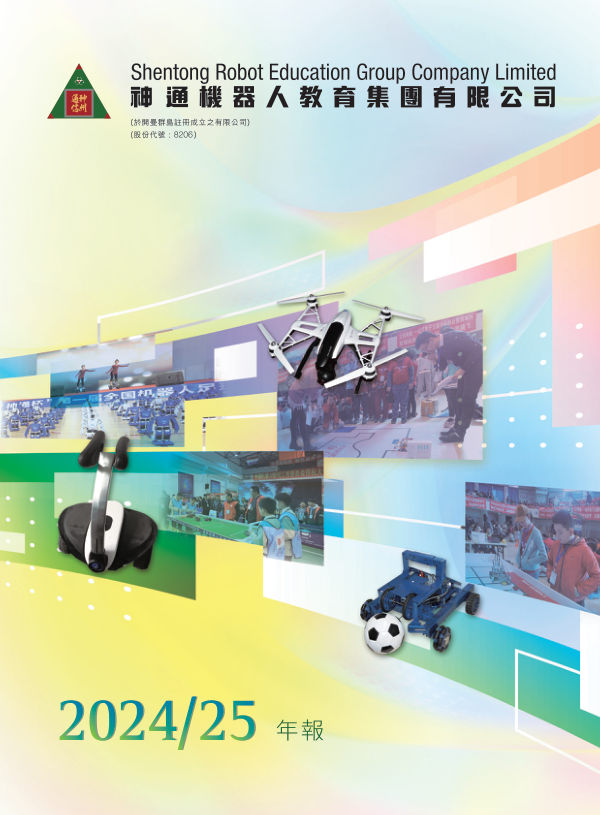 Shentong Robot Education Group Company Limited
神通機器人教育集團有限公司
(於開曼群島註冊成立之有限公司)
(股份代號：8206)
2024/25 年報